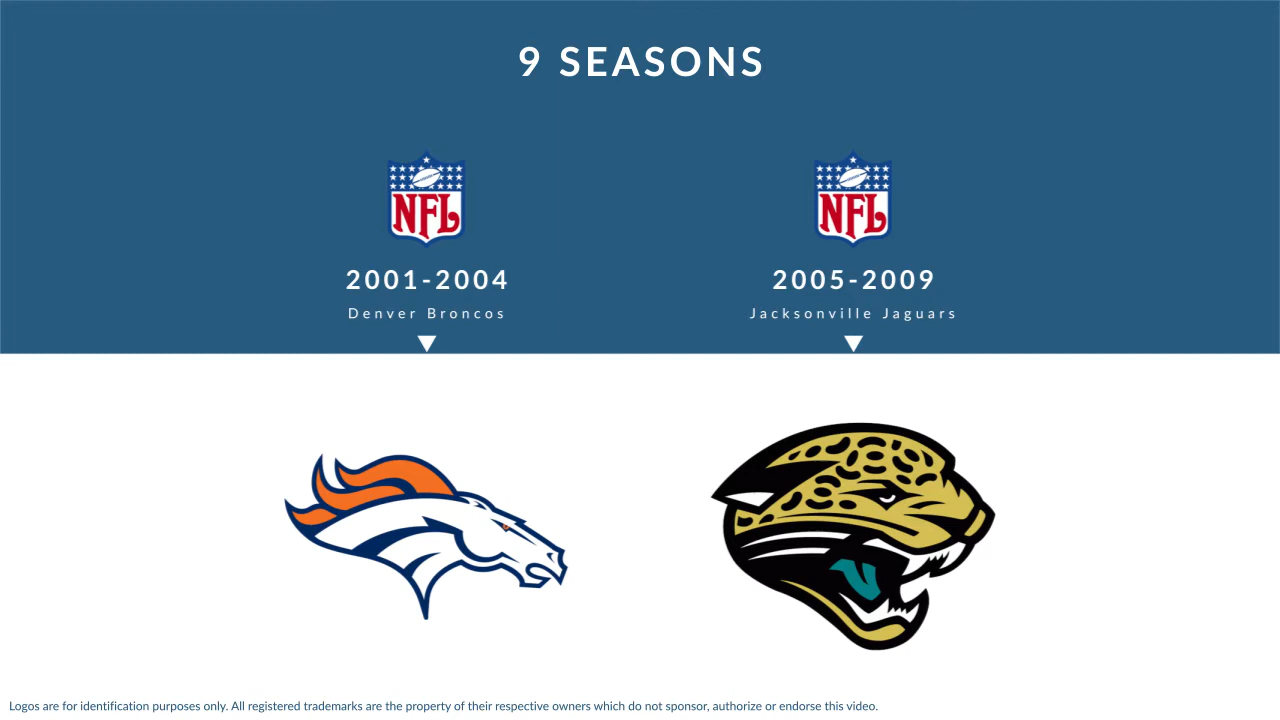 9 SEASONS
NFL NFL
2001-2004 2005-2009
Denver Broncos Jacksonville Jaguars
Logos are for identification purposes only. All registered trademarks are the property of their respective owners which do not sponsor, authorize or endorse this video.